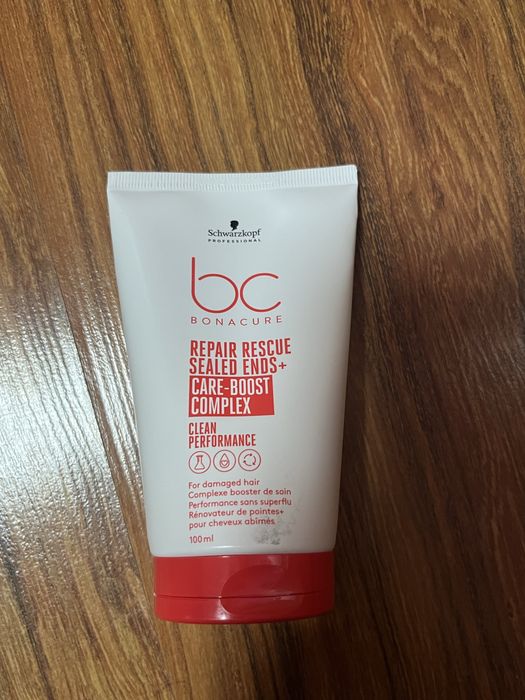 Schwarzkopf
PROFESSIONAL
bc
BONACURE
REPAIR RESCUE
SEALED ENDS+
CARE-BOOST
COMPLEX
CLEAN
PERFORMANCE
For damaged hair
Complexe booster de soin
Performance sans superflu
Rénovateur de pointes+
pour cheveux abîmés
100 ml